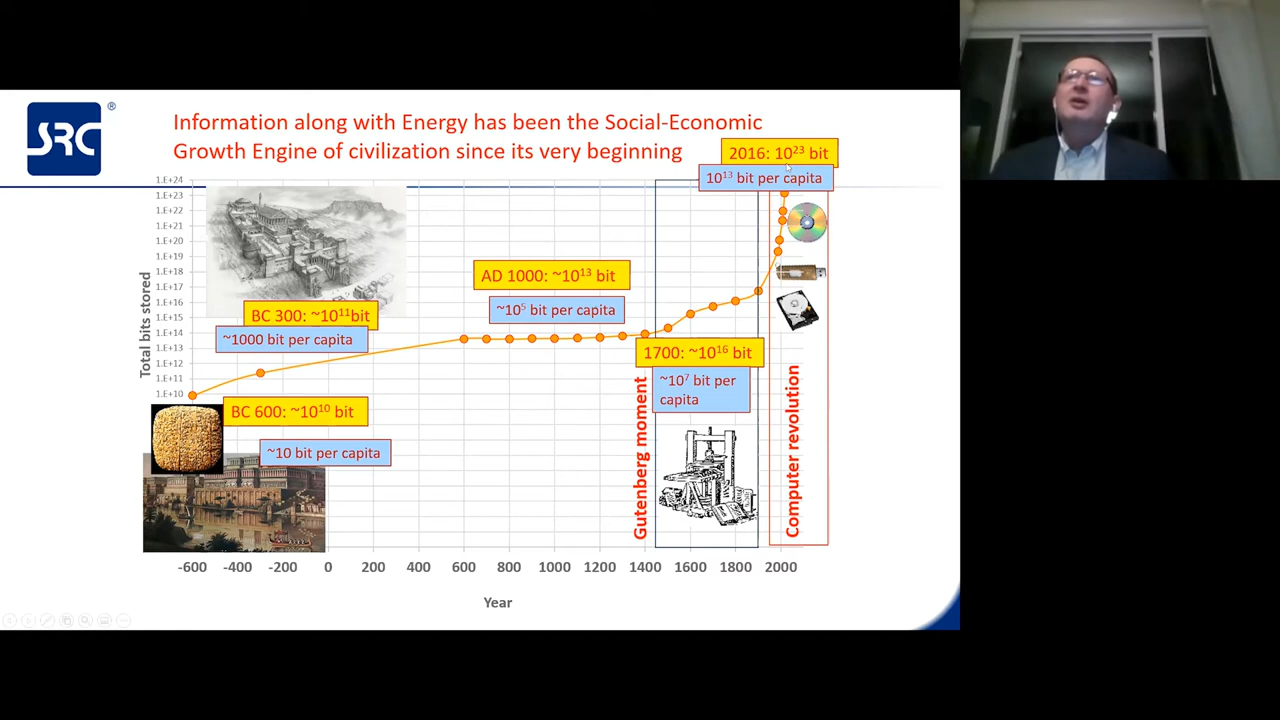 SRC
®
Information along with Energy has been the Social-Economic
Growth Engine of civilization since its very beginning
2016: 10²³ bit
10¹³ bit per capita
1.E+24
1.E+23
1.E+22
1.E+21
1.E+20
1.E+19
1.E+18
1.E+17
1.E+16
1.E+15
1.E+14
1.E+13
1.E+12
1.E+11
1.E+10
Total bits stored
AD 1000: ~10¹³ bit
~10⁵ bit per capita
BC 300: ~10¹¹bit
~1000 bit per capita
1700: ~10¹⁶ bit
~10⁷ bit per
capita
BC 600: ~10¹⁰ bit
~10 bit per capita
Gutenberg moment
Computer revolution
-600 -400 -200 0 200 400 600 800 1000 1200 1400 1600 1800 2000
Year